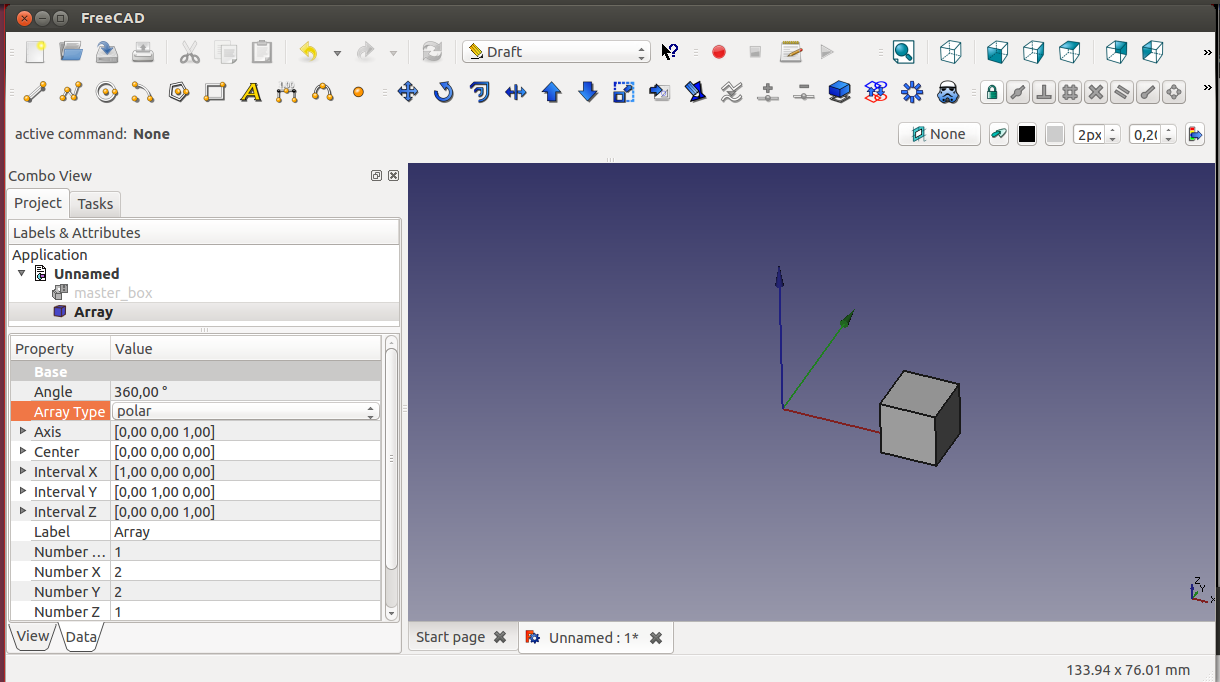 FreeCAD
Draft
active command: None
None
2px
0,20
Combo View
Project
Tasks
Labels & Attributes
Application
Unnamed
master_box
Array
Property Value
Base
Angle 360,00 °
Array Type polar
Axis [0,00 0,00 1,00]
Center [0,00 0,00 0,00]
Interval X [1,00 0,00 0,00]
Interval Y [0,00 1,00 0,00]
Interval Z [0,00 0,00 1,00]
Label Array
Number ... 1
Number X 2
Number Y 2
Number Z 1
View
Data
Z
Y
X
Start page
Unnamed : 1*
133.94 x 76.01 mm